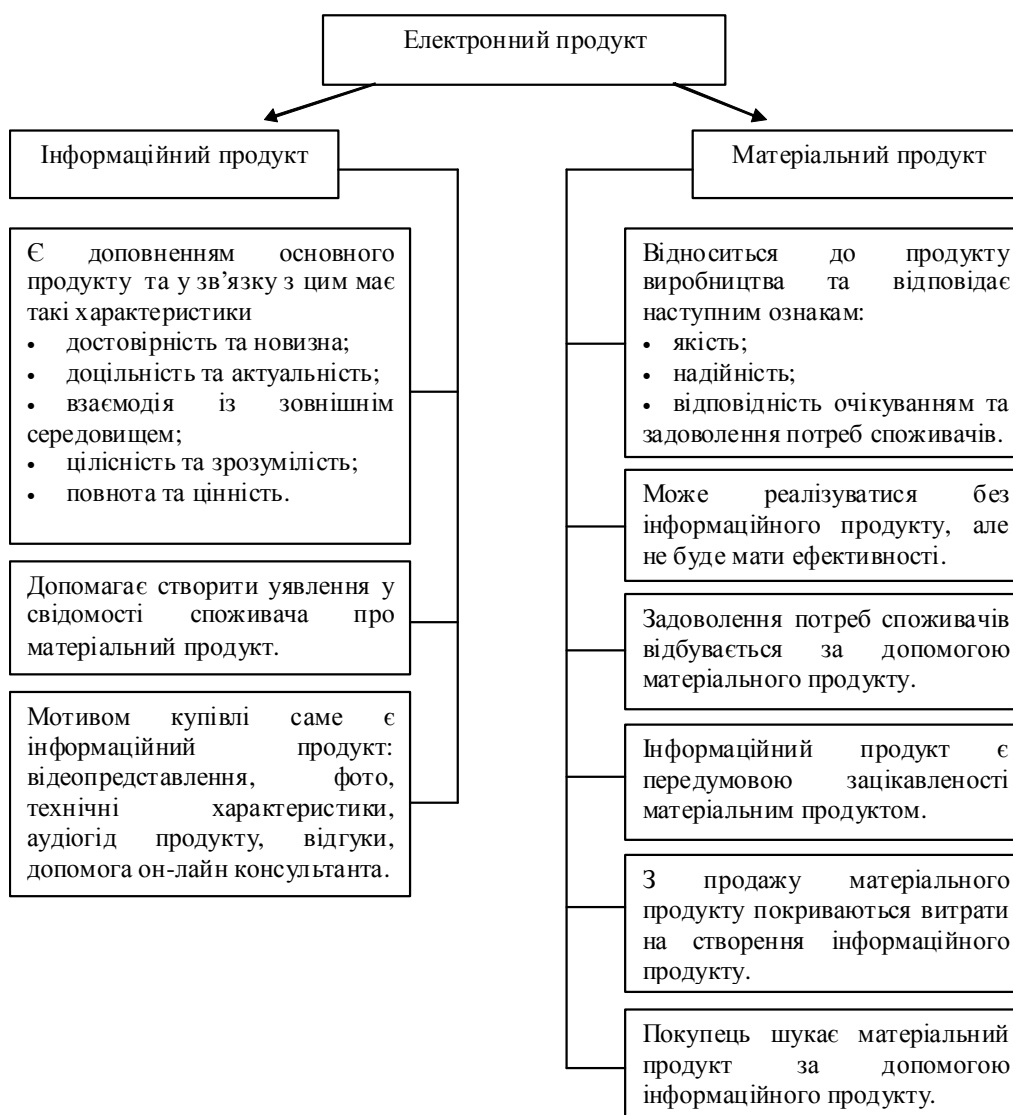 Електронний продукт
Інформаційний продукт
Матеріальний продукт
Є доповненням основного
продукту та у зв’язку з цим має
такі характеристики
• достовірність та новизна;
• доцільність та актуальність;
• взаємодія із зовнішнім
середовищем;
• цілісність та зрозумілість;
• повнота та цінність.
Допомагає створити уявлення у
свідомості споживача про
матеріальний продукт.
Мотивом купівлі саме є
інформаційний продукт:
відеопредставлення, фото,
технічні характеристики,
аудіогід продукту, відгуки,
допомога он-лайн консультанта.
Відноситься до продукту
виробництва та відповідає
наступним ознакам:
• якість;
• надійність;
• відповідність очікуванням та
задоволення потреб споживачів.
Може реалізуватися без
інформаційного продукту, але
не буде мати ефективності.
Задоволення потреб споживачів
відбувається за допомогою
матеріального продукту.
Інформаційний продукт є
передумовою зацікавленості
матеріальним продуктом.
З продажу матеріального
продукту покриваються витрати
на створення інформаційного
продукту.
Покупець шукає матеріальний
продукт за допомогою
інформаційного продукту.